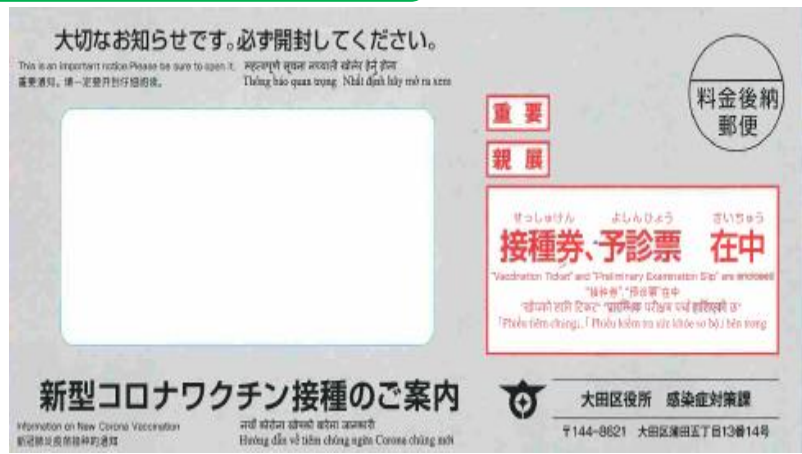 大切なお知らせです。必ず開封してください。
This is an important notice.Please be sure to open it.
重要通知。请一定要开封仔细阅读。
Thông báo quan trọng Nhất định hãy mở ra xem
料金後納
郵便
重要
親展
せっしゅけん よしんひょう ざいちゅう
接種券、予診票 在中
"Vaccination Ticket" and "Preliminary Examination Slip" are enclosed
"接种券"、"预诊票"在中
「Phiếu tiêm chủng」、「Phiếu kiểm tra sức khỏe sơ bộ」 bên trong
新型コロナワクチン接種のご案内
Information on New Corona Vaccination
新冠肺炎疫苗接种的通知
Hướng dẫn về tiêm chủng ngừa Corona chủng mới
大田区役所 感染症対策課
〒144-8621 大田区蒲田五丁目13番14号